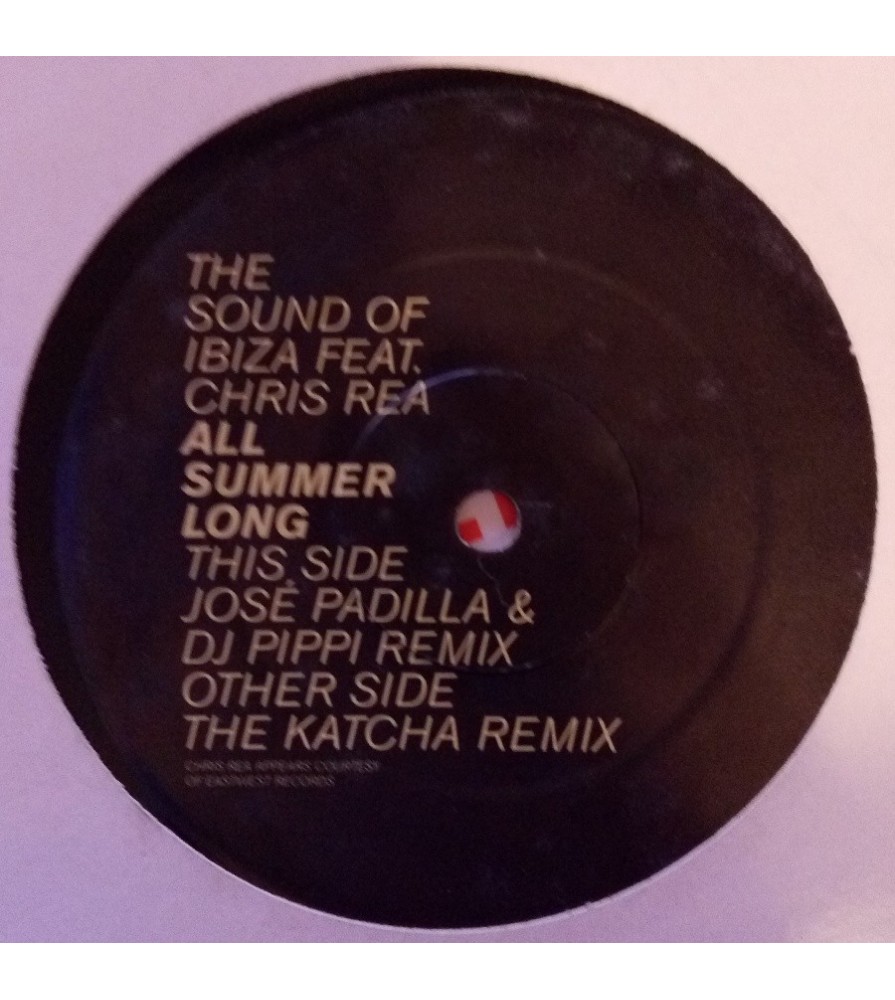 THE
SOUND OF
IBIZA FEAT.
CHRIS REA
ALL
SUMMER
LONG
THIS SIDE
JOSÉ PADILLA &
DJ PIPPI REMIX
OTHER SIDE
THE KATCHA REMIX
CHRIS REA APPEARS COURTESY
OF EASTWEST RECORDS